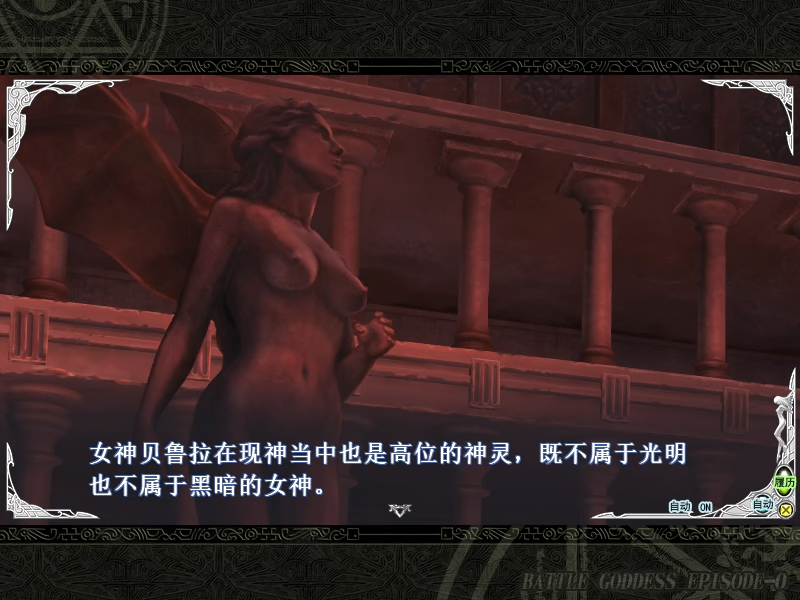 女神贝鲁拉在现神当中也是高位的神灵，既不属于光明
也不属于黑暗的女神。
履历
自动 ON
自动
BATTLE GODDESS EPISODE-0